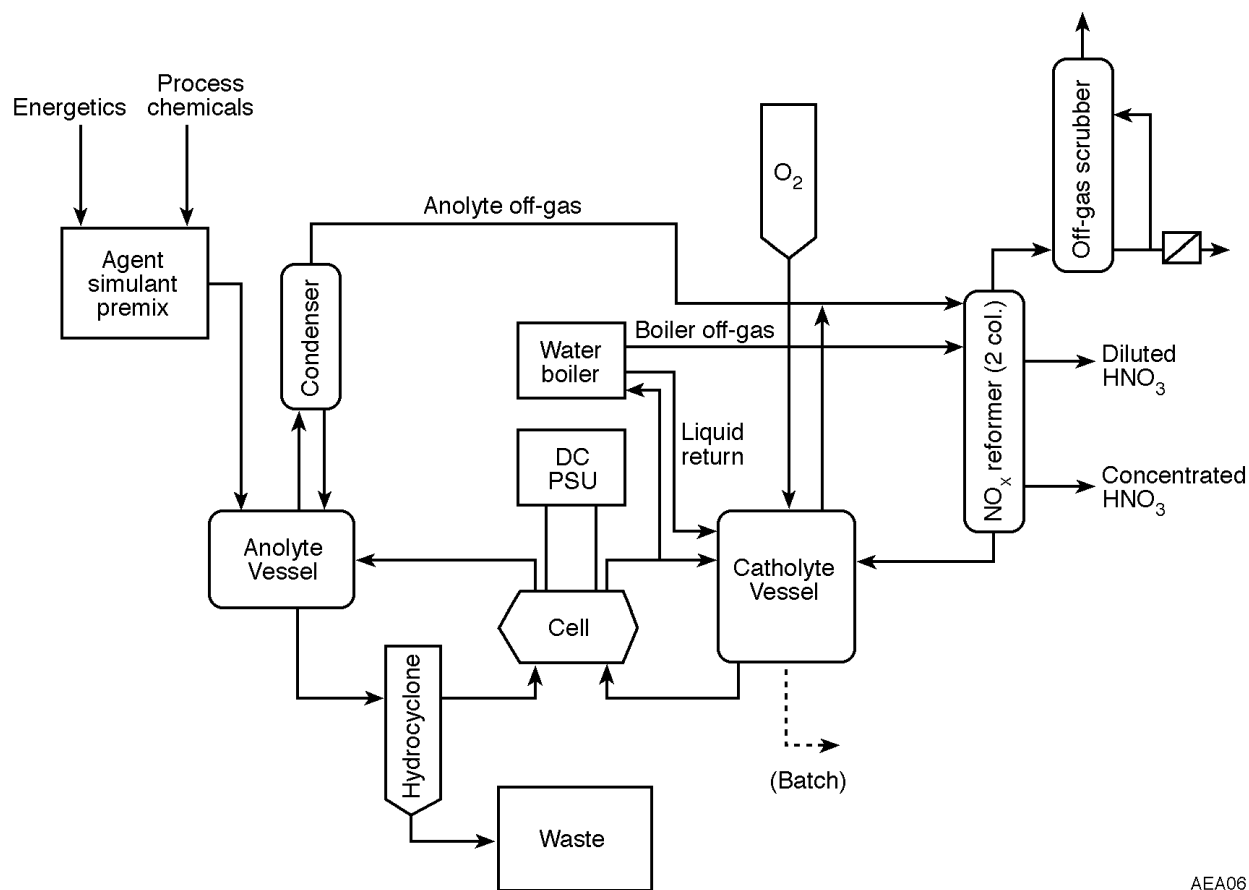 Energetics
Process
chemicals
Agent
simulant
premix
Anolyte off-gas
Condenser
O₂
Off-gas scrubber
Boiler off-gas
Water
boiler
NOₓ reformer (2 col.)
Diluted
HNO₃
Liquid
return
DC
PSU
Concentrated
HNO₃
Anolyte
Vessel
Catholyte
Vessel
Cell
Hydrocyclone
(Batch)
Waste
AEA06